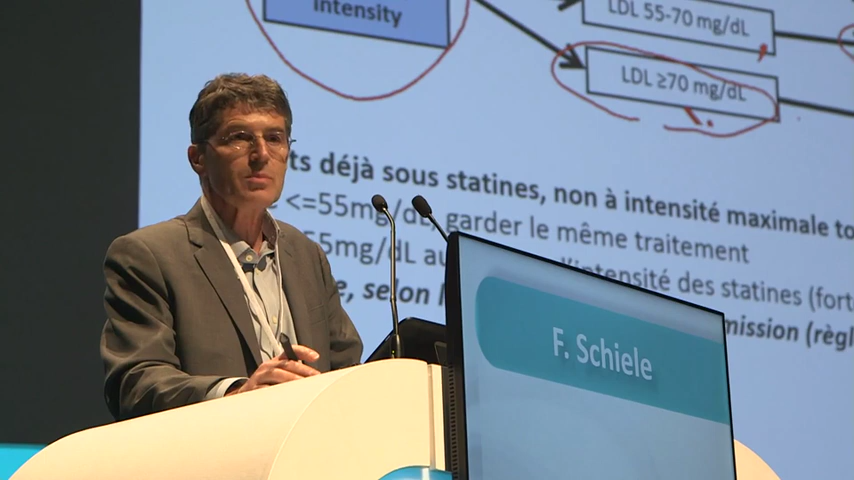 intensity
LDL 55-70 mg/dL
LDL ≥70 mg/dL
ts déjà sous statines, non à intensité maximale to
<=55mg/dL, garder le même traitement
55mg/dL au l'intensité des statines (fort
e, selon mission (règl
F. Schiele